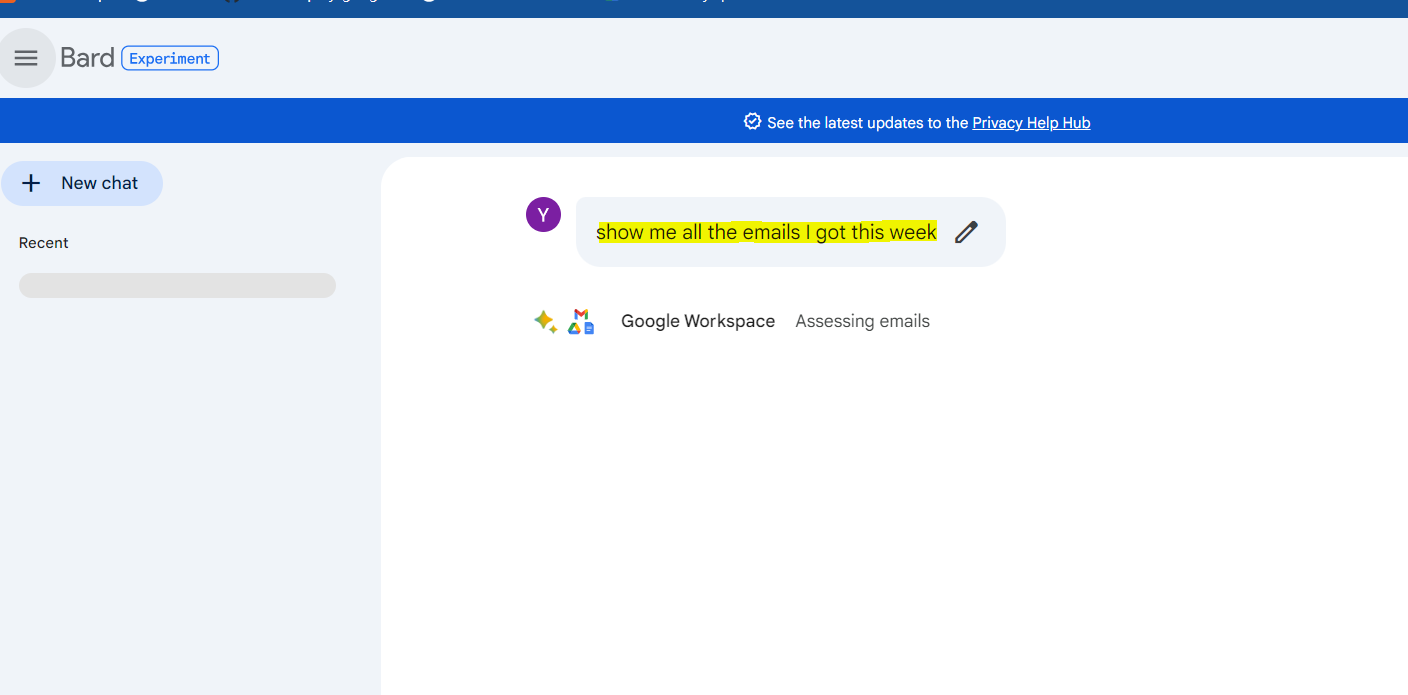 Bard Experiment
See the latest updates to the Privacy Help Hub
New chat
Recent
Y
show me all the emails I got this week
Google Workspace Assessing emails